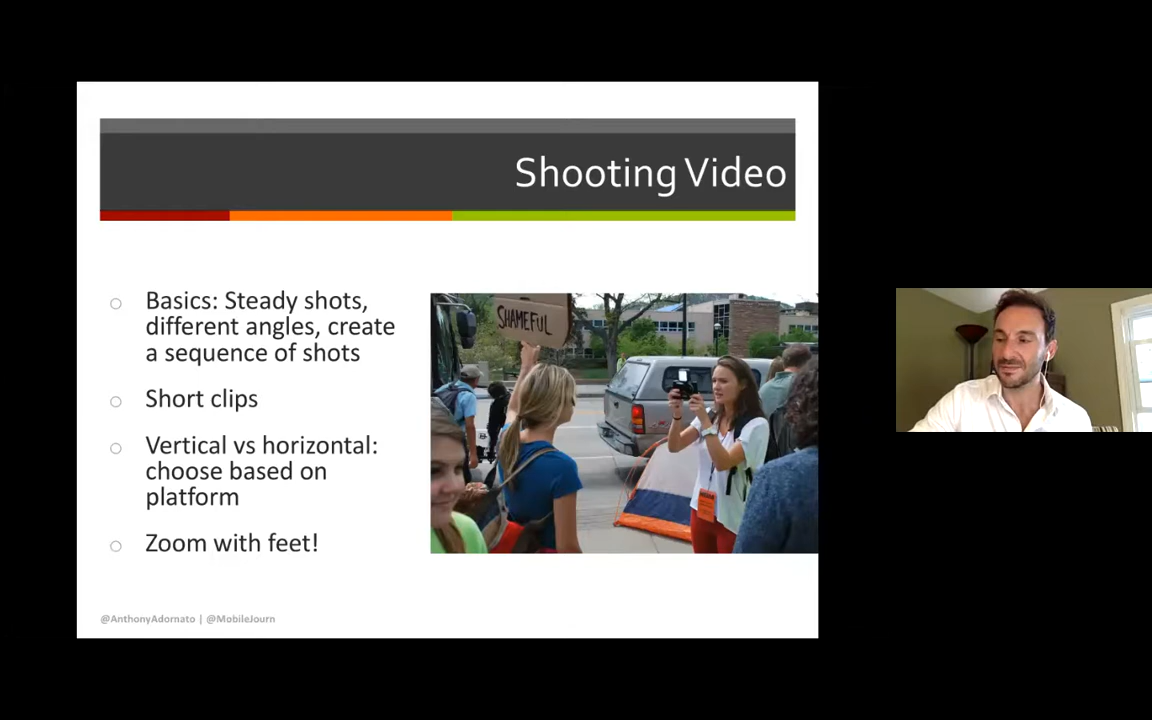 Shooting Video
Basics: Steady shots,
different angles, create
a sequence of shots
Short clips
Vertical vs horizontal:
choose based on
platform
Zoom with feet!
SHAMEFUL
@AnthonyAdornato | @MobileJourn